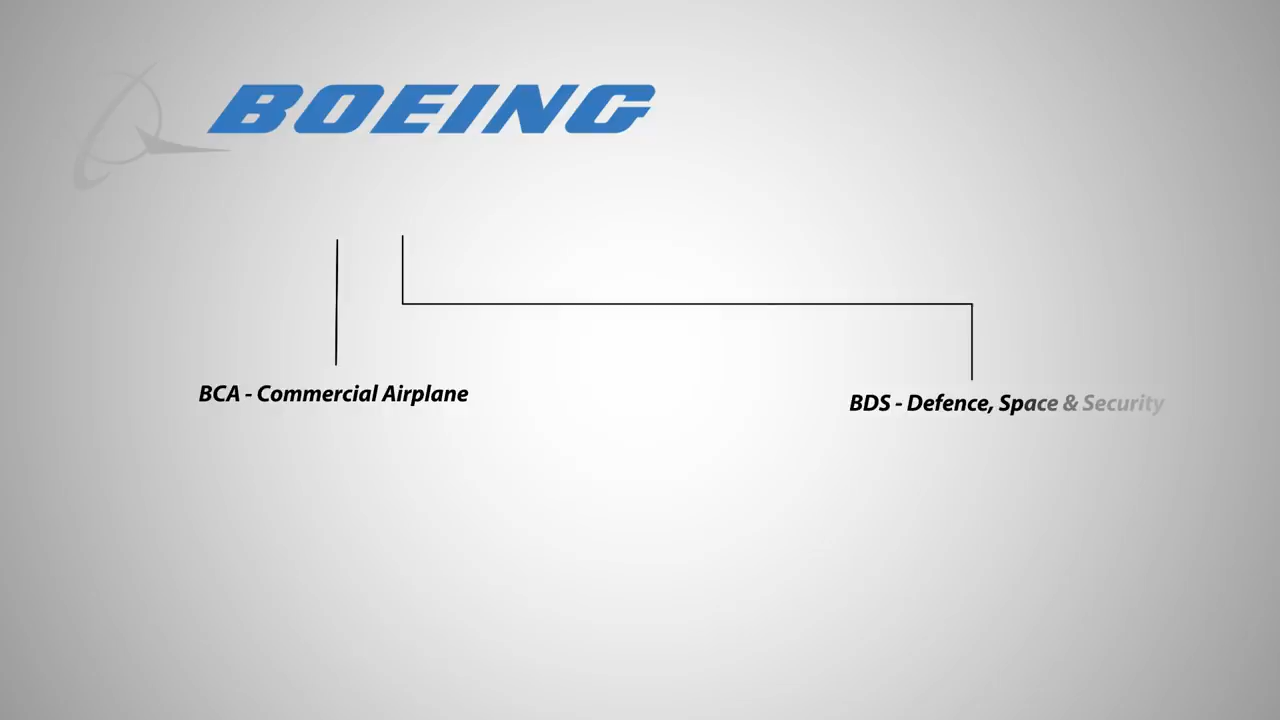 BOEING
BCA - Commercial Airplane
BDS - Defence, Space & Security